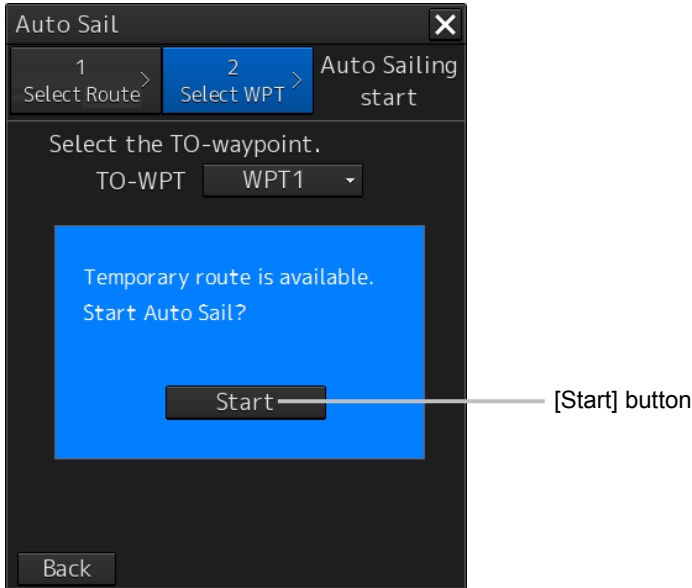 Auto Sail
1
Select Route
2
Select WPT
Auto Sailing
start
Select the TO-waypoint.
TO-WPT WPT1
Temporary route is available.
Start Auto Sail?
Start
[Start] button
Back